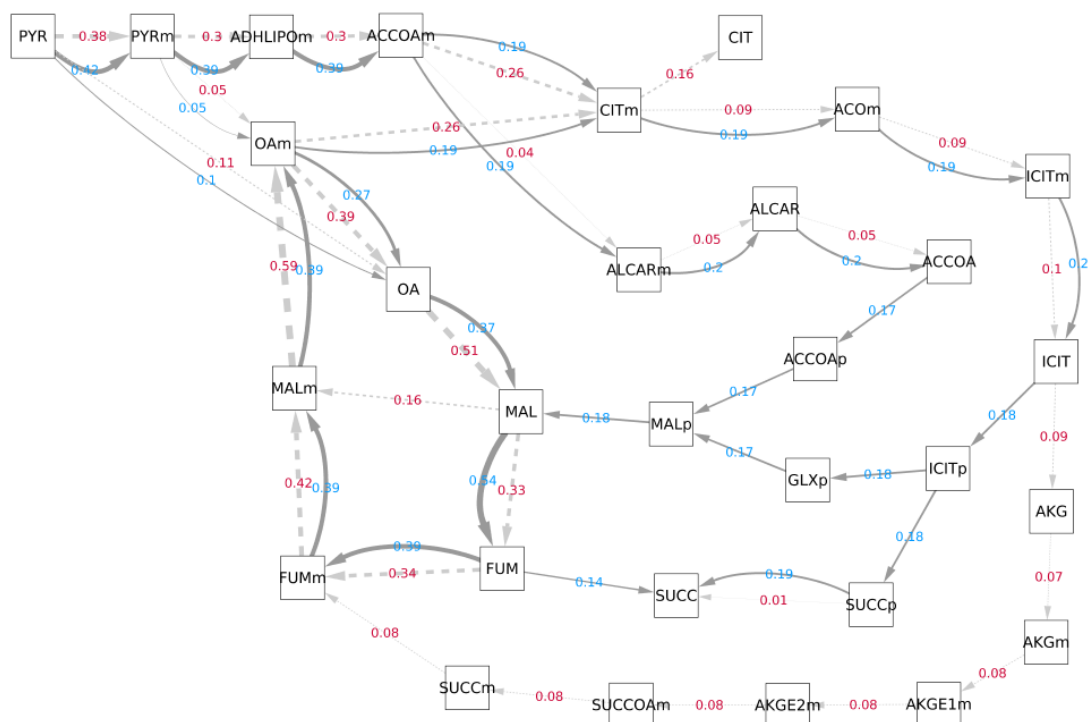 PYR
0.38
0.42
PYRm
0.3
0.39
ADHLIPOm
0.3
0.39
ACCOAm
0.19
0.26
CIT
0.16
0.05
0.05
OAm
0.26
0.19
CITm
0.09
0.19
ACOm
0.09
0.19
ICITm
0.11
0.1
0.04
0.19
0.27
0.39
ALCAR
0.05
0.2
0.05
0.2
ALCARm
ACCOA
0.1
0.2
0.59
0.39
OA
0.37
0.51
0.17
ACCOAp
ICIT
MALm
0.16
MAL
0.18
MALp
0.17
0.18
0.17
GLXp
0.18
ICITp
0.09
0.42
0.39
0.54
0.33
AKG
0.18
0.39
0.34
FUMm
FUM
0.14
SUCC
0.19
0.01
SUCCp
0.07
AKGm
0.08
SUCCm
0.08
SUCCOAm
0.08
AKGE2m
0.08
AKGE1m
0.08